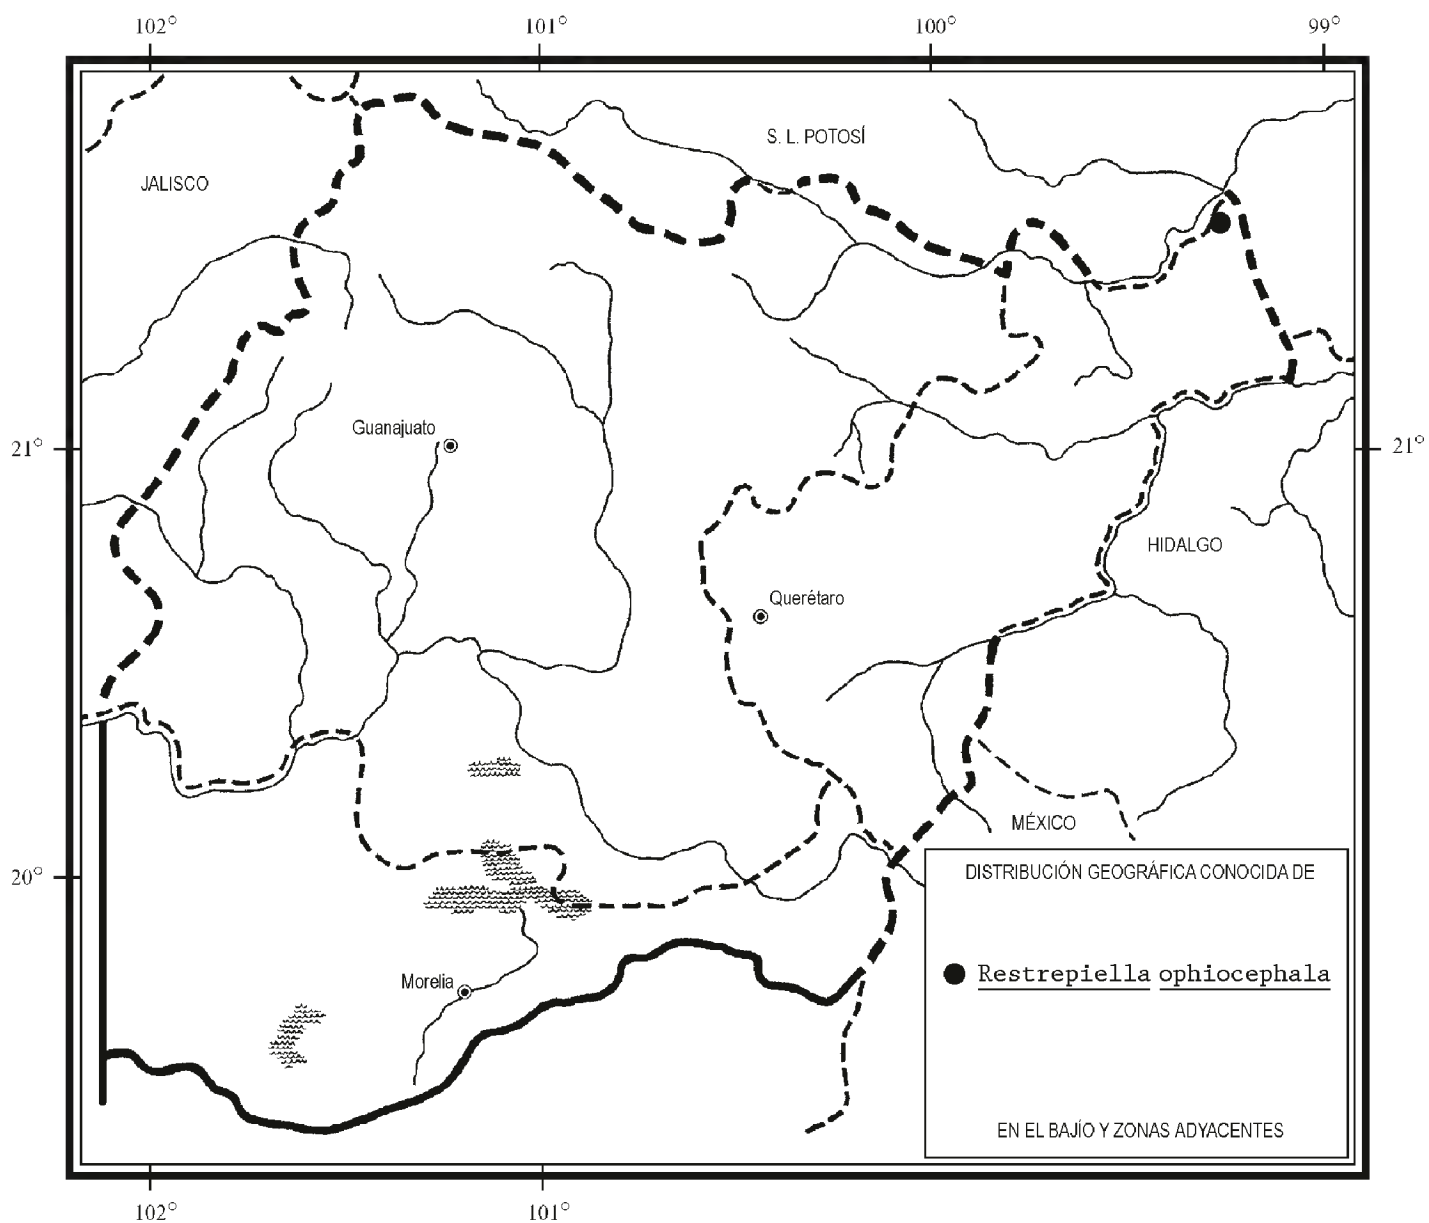 102° 101° 100° 99°
S. L. POTOSÍ
JALISCO
Guanajuato
21° 21°
HIDALGO
Querétaro
MÉXICO
20°
DISTRIBUCIÓN GEOGRÁFICA CONOCIDA DE
Restrepiella ophiocephala
Morelia
EN EL BAJÍO Y ZONAS ADYACENTES
102° 101°